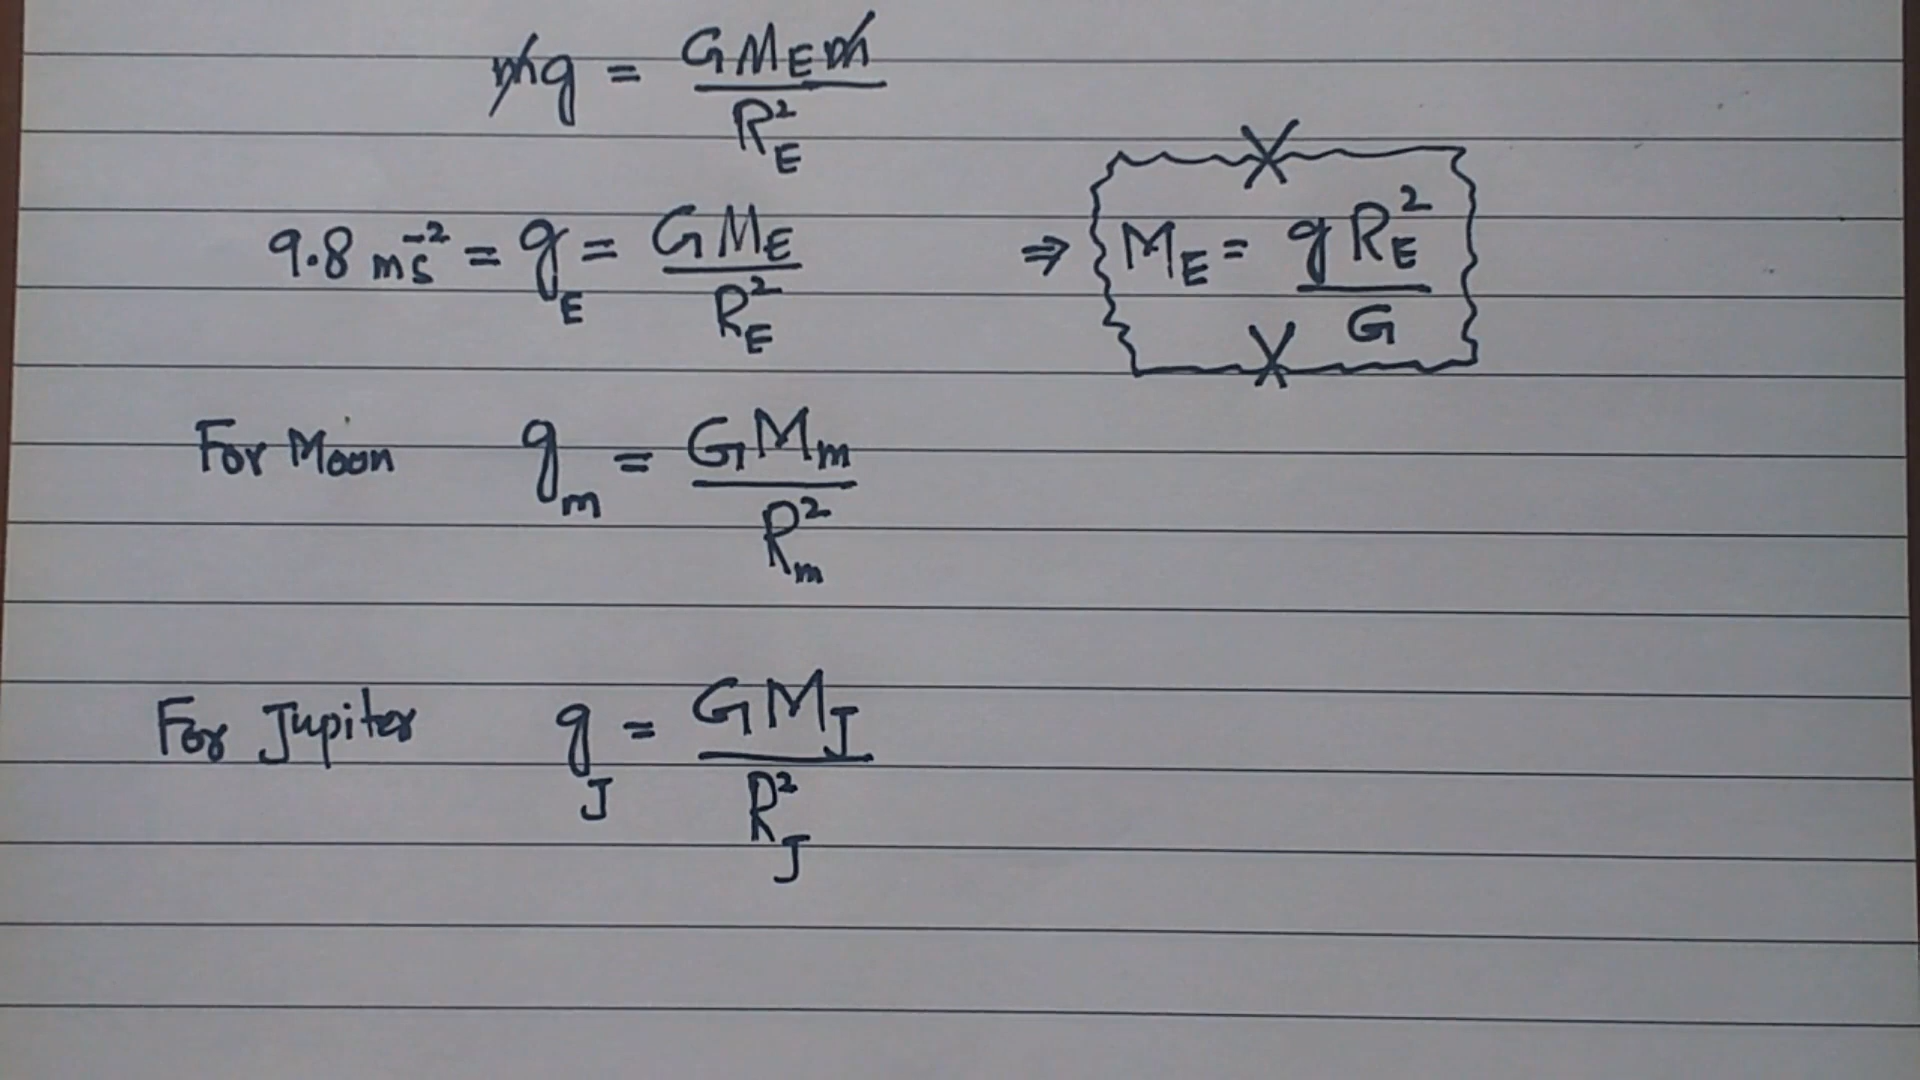 mg = GMEm / RE²
9.8 ms⁻² = gE = GME / RE² ⇒ ME = gRE² / G
For Moon gm = GMm / Rm²
For Jupiter gJ = GMJ / RJ²